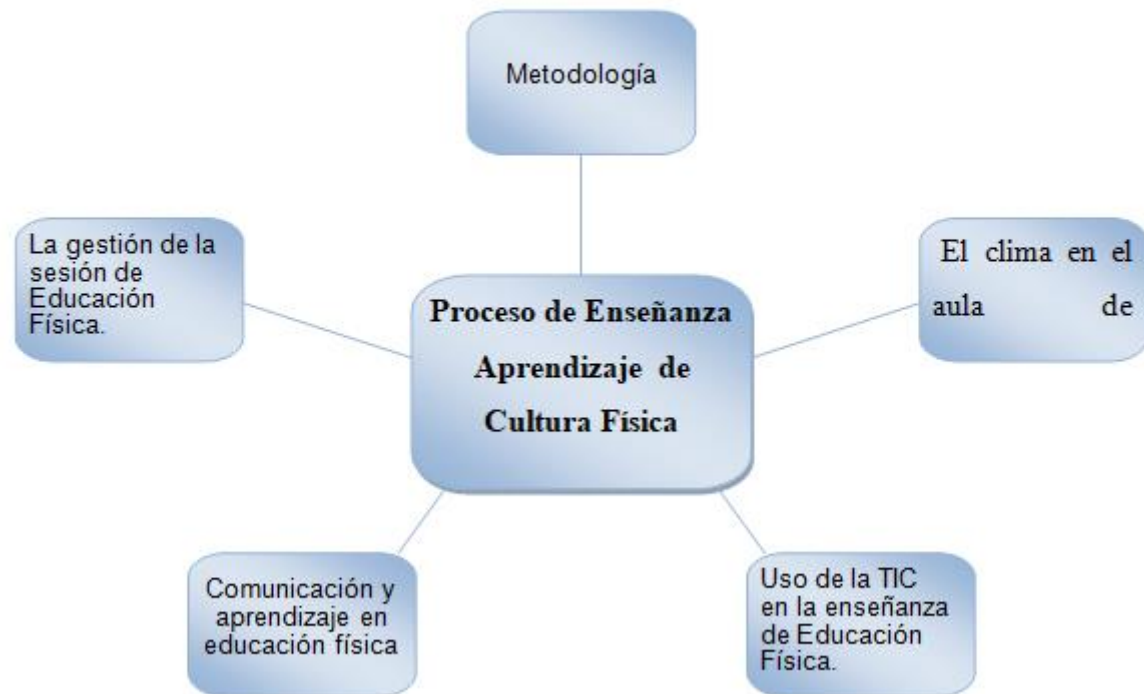 Metodología
La gestión de la
sesión de
Educación
Física.
El clima en el
aula de
Proceso de Enseñanza
Aprendizaje de
Cultura Física
Comunicación y
aprendizaje en
educación física
Uso de la TIC
en la enseñanza
de Educación
Física.